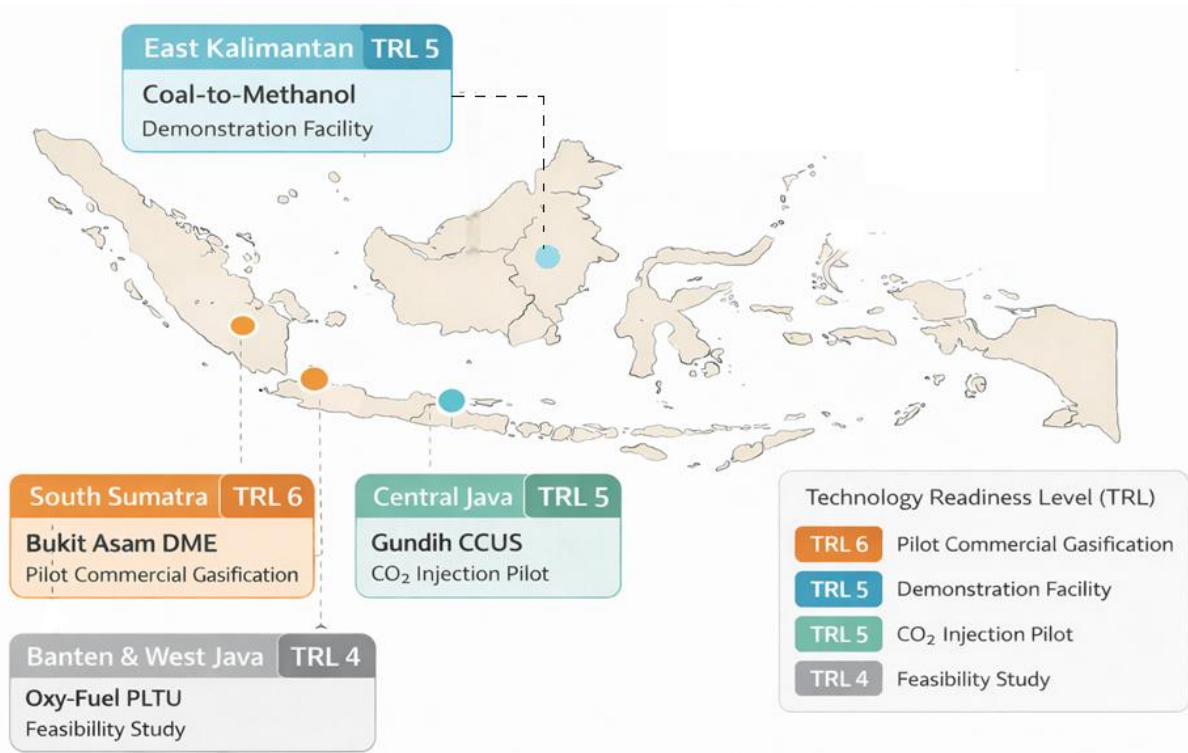 East Kalimantan TRL 5
Coal-to-Methanol
Demonstration Facility
South Sumatra TRL 6
Bukit Asam DME
Pilot Commercial Gasification
Central Java TRL 5
Gundih CCUS
CO₂ Injection Pilot
Banten & West Java TRL 4
Oxy-Fuel PLTU
Feasibility Study
Technology Readiness Level (TRL)
TRL 6 Pilot Commercial Gasification
TRL 5 Demonstration Facility
TRL 5 CO₂ Injection Pilot
TRL 4 Feasibility Study